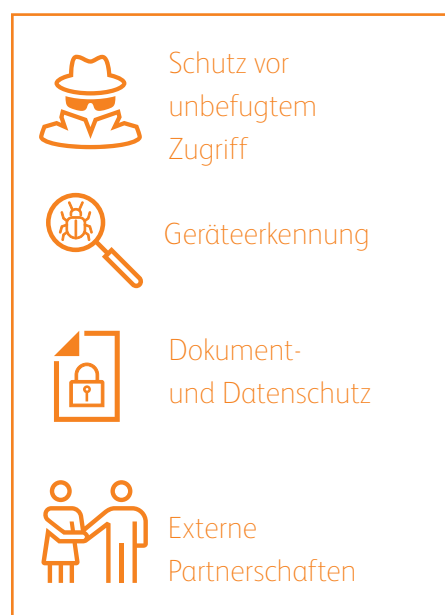 Schutz vor
unbefugtem
Zugriff
Geräteerkennung
Dokument-
und Datenschutz
Externe
Partnerschaften